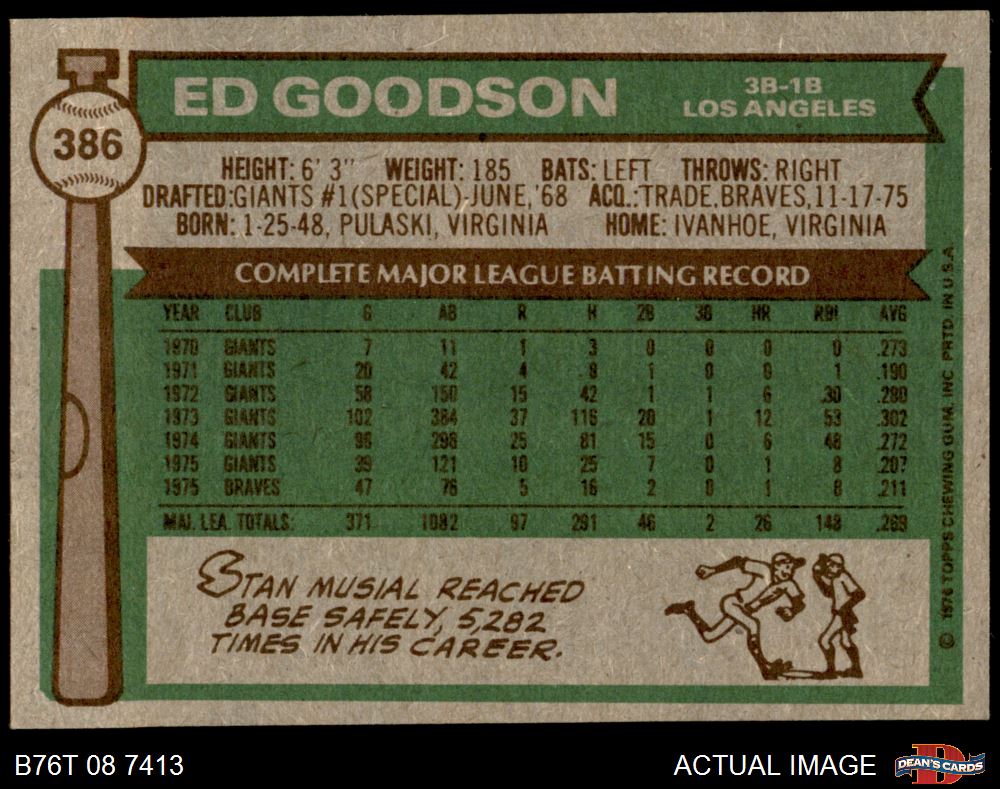 386
ED GOODSON
3B-1B
LOS ANGELES
HEIGHT: 6' 3" WEIGHT: 185 BATS: LEFT THROWS: RIGHT
DRAFTED:GIANTS #1(SPECIAL)-JUNE, '68 ACQ.:TRADE.BRAVES,11-17-75
BORN: 1-25-48, PULASKI, VIRGINIA HOME: IVANHOE, VIRGINIA
COMPLETE MAJOR LEAGUE BATTING RECORD
YEAR CLUB G AB R H 2B 3B HR RBI AVG
1970 GIANTS 7 11 1 3 0 0 0 0 .273
1971 GIANTS 20 42 4 8 1 0 0 1 .190
1972 GIANTS 58 150 15 42 1 1 6 30 .280
1973 GIANTS 102 384 37 116 20 1 12 53 .302
1974 GIANTS 98 298 25 81 15 0 6 48 .272
1975 GIANTS 39 121 10 25 7 0 1 8 .207
1975 BRAVES 47 76 5 16 2 0 1 8 .211
MAJ. LEA. TOTALS: 371 1082 97 291 46 2 26 148 .269
STAN MUSIAL REACHED
BASE SAFELY, 5,282
TIMES IN HIS CAREER.
© 1976 TOPPS CHEWING GUM, INC. PRTD. IN U.S.A.
B76T 08 7413
ACTUAL IMAGE
D
DEAN'S CARDS